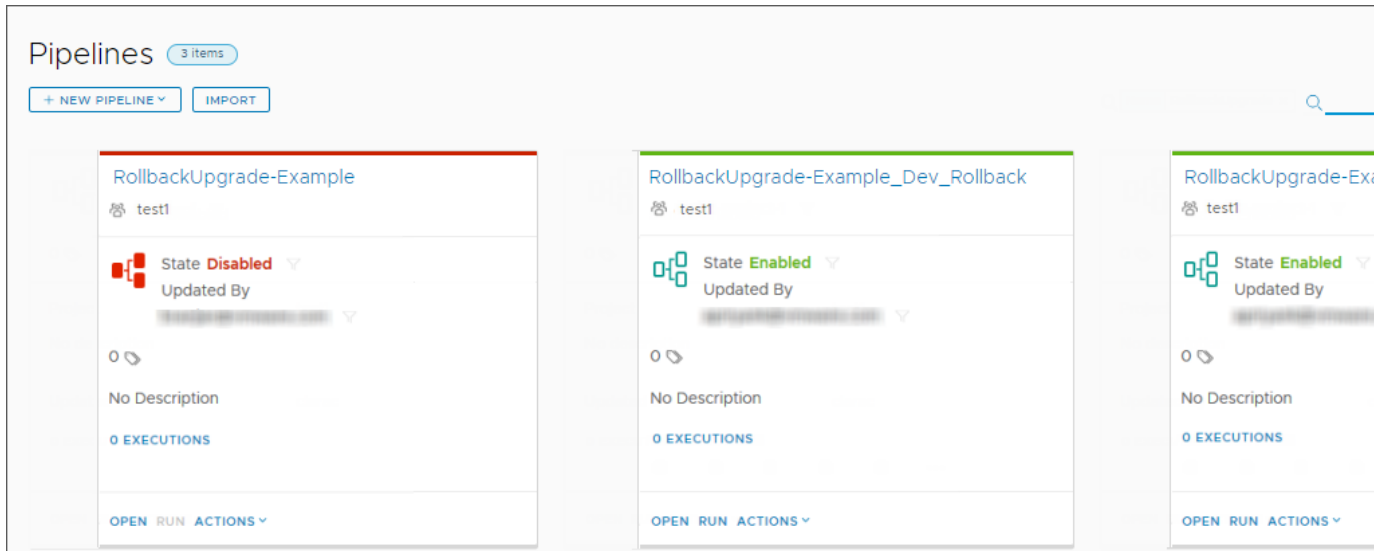 Pipelines 3 items
+ NEW PIPELINE IMPORT
RollbackUpgrade-Example
test1
State Disabled
Updated By
0
No Description
0 EXECUTIONS
OPEN RUN ACTIONS
RollbackUpgrade-Example_Dev_Rollback
test1
State Enabled
Updated By
0
No Description
0 EXECUTIONS
OPEN RUN ACTIONS
RollbackUpgrade-Exa
test1
State Enabled
Updated By
0
No Description
0 EXECUTIONS
OPEN RUN ACTIONS